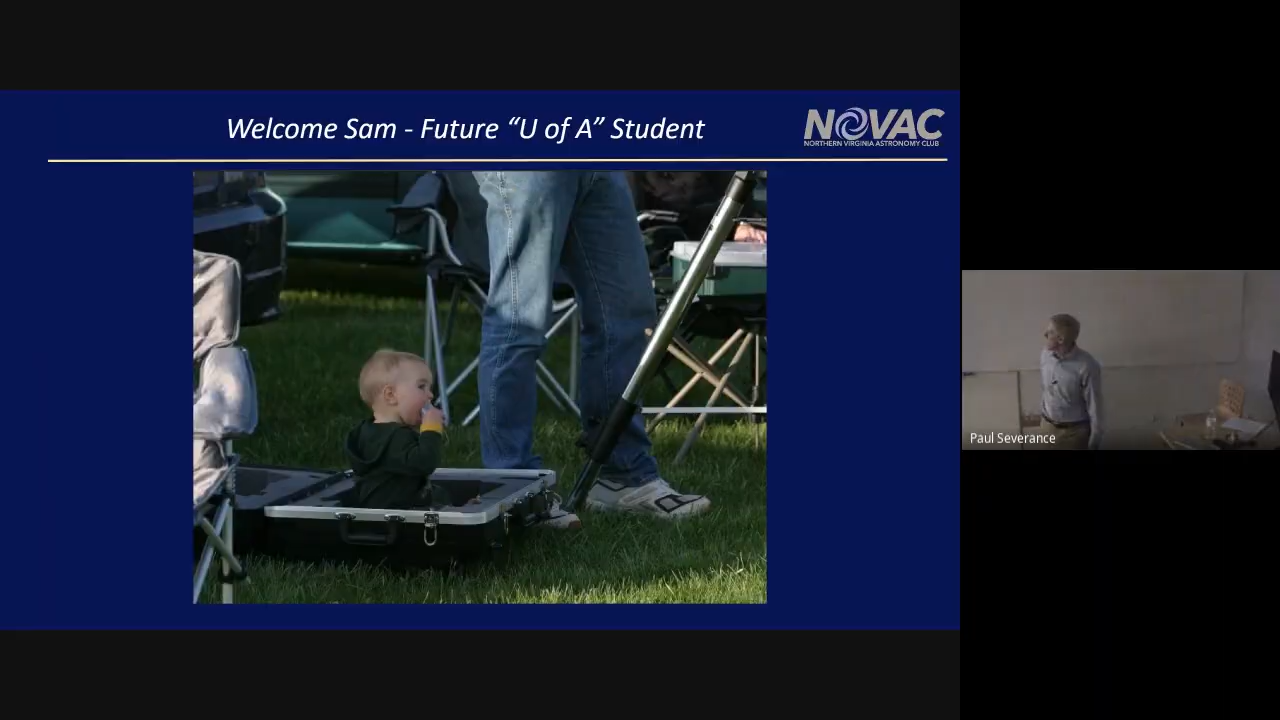 Welcome Sam - Future “U of A” Student
NOVAC
NORTHERN VIRGINIA ASTRONOMY CLUB
Paul Severance